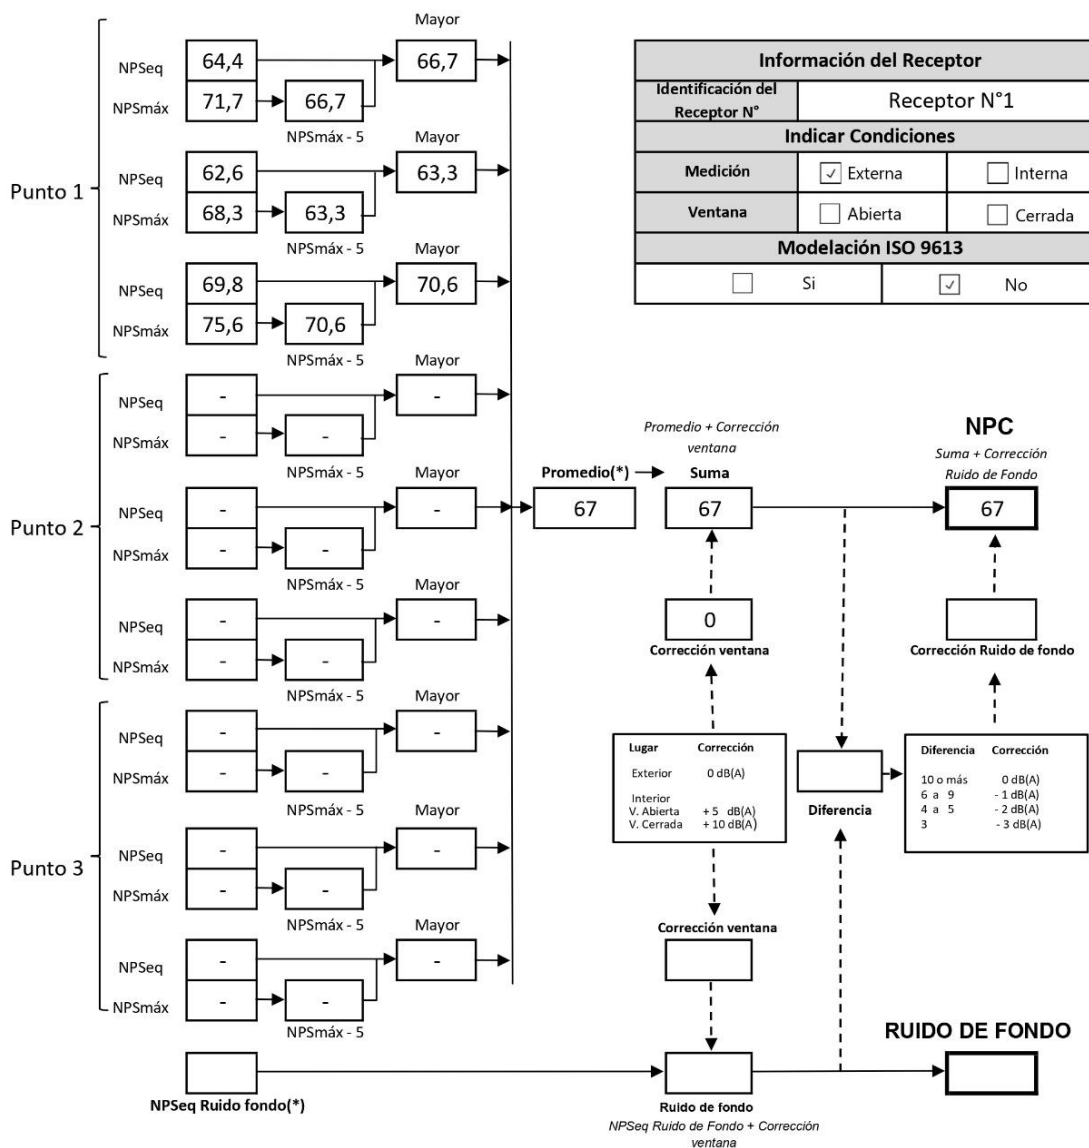 Mayor
NPSeq 64,4 66,7
NPSmáx 71,7 66,7
NPSmáx - 5
Mayor
Punto 1
NPSeq 62,6 63,3
NPSmáx 68,3 63,3
NPSmáx - 5
Mayor
NPSeq 69,8 70,6
NPSmáx 75,6 70,6
NPSmáx - 5
Mayor
NPSeq - -
NPSmáx - -
NPSmáx - 5
Mayor
Punto 2
NPSeq - -
NPSmáx - -
NPSmáx - 5
Mayor
NPSeq - -
NPSmáx - -
NPSmáx - 5
Mayor
NPSeq - -
NPSmáx - -
NPSmáx - 5
Mayor
Punto 3
NPSeq - -
NPSmáx - -
NPSmáx - 5
Mayor
NPSeq - -
NPSmáx - -
NPSmáx - 5
NPSeq Ruido fondo(*)
Información del Receptor
Identificación del
Receptor N°
Receptor N°1
Indicar Condiciones
Medición ✓ Externa Interna
Ventana Abierta Cerrada
Modelación ISO 9613
Si ✓ No
Promedio(*)
67
Promedio + Corrección
ventana
Suma
67
NPC
Suma + Corrección
Ruido de Fondo
67
0
Corrección ventana
Corrección Ruido de fondo
Lugar Corrección
Exterior 0 dB(A)
Interior
V. Abierta + 5 dB(A)
V. Cerrada + 10 dB(A)
Diferencia
Diferencia Corrección
10 o más 0 dB(A)
6 a 9 - 1 dB(A)
4 a 5 - 2 dB(A)
3 - 3 dB(A)
Corrección ventana
Ruido de fondo
NPSeq Ruido de Fondo + Corrección
ventana
RUIDO DE FONDO